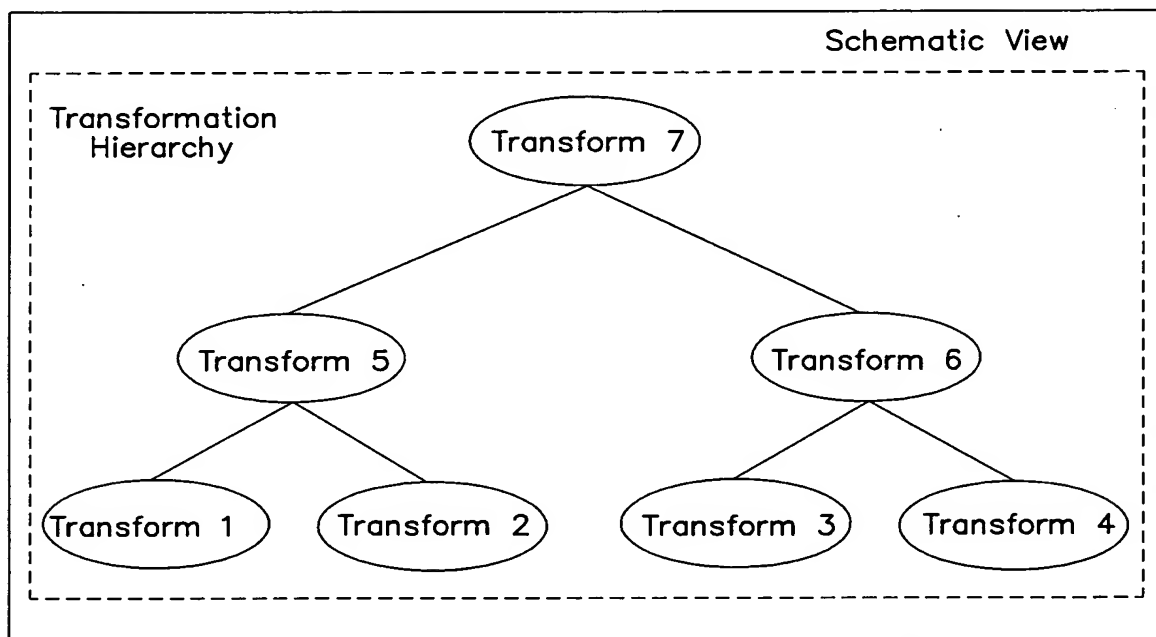 Schematic View
Transformation
Hierarchy
Transform 7
Transform 5
Transform 6
Transform 1
Transform 2
Transform 3
Transform 4